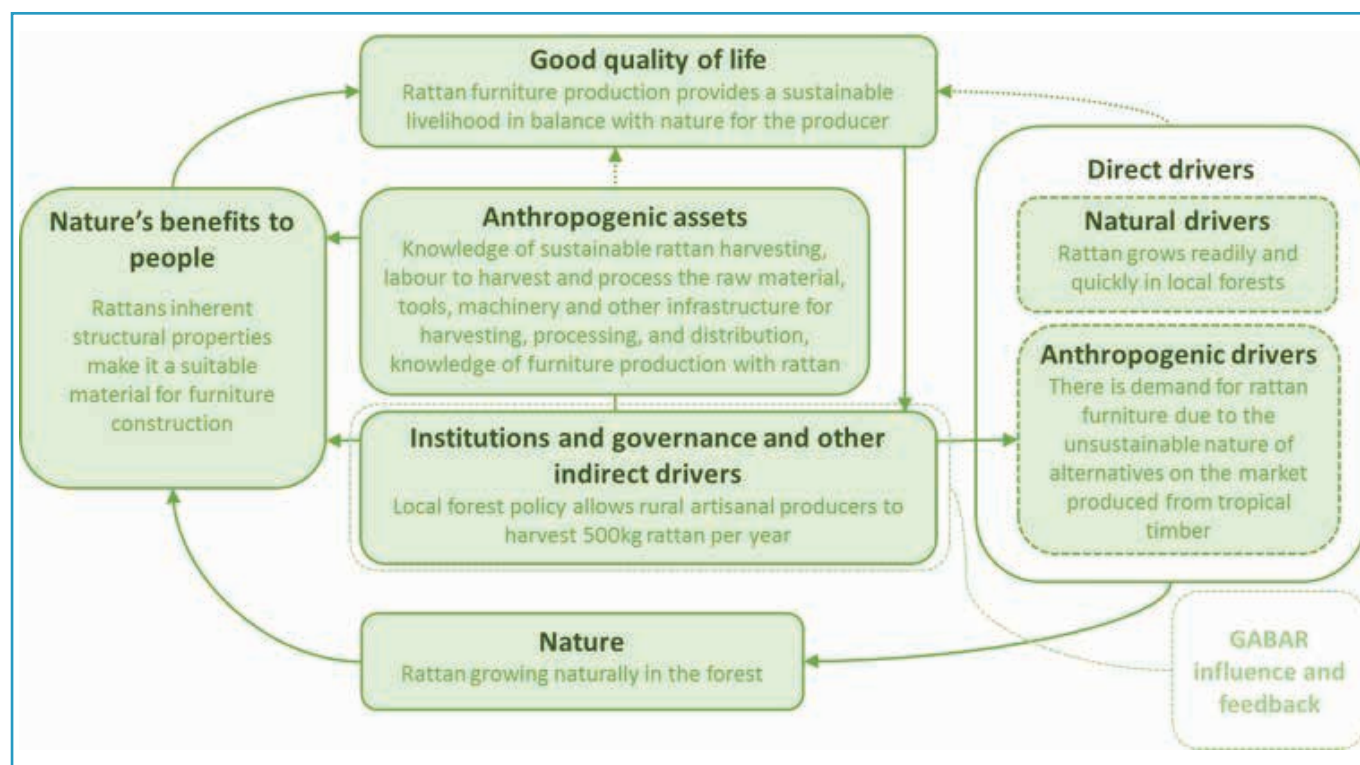 Good quality of life
Rattan furniture production provides a sustainable
livelihood in balance with nature for the producer
Nature's benefits to
people
Rattans inherent
structural properties
make it a suitable
material for furniture
construction
Anthropogenic assets
Knowledge of sustainable rattan harvesting,
labour to harvest and process the raw material,
tools, machinery and other infrastructure for
harvesting, processing, and distribution,
knowledge of furniture production with rattan
Institutions and governance and other
indirect drivers
Local forest policy allows rural artisanal producers to
harvest 500kg rattan per year
Nature
Rattan growing naturally in the forest
Direct drivers
Natural drivers
Rattan grows readily and
quickly in local forests
Anthropogenic drivers
There is demand for rattan
furniture due to the
unsustainable nature of
alternatives on the market
produced from tropical
timber
GABAR
influence and
feedback